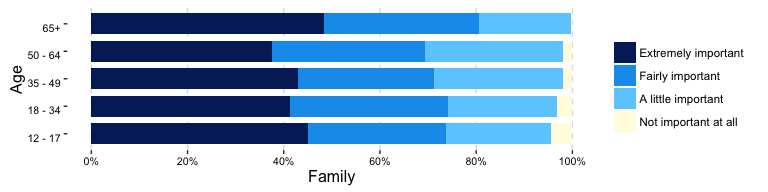 65+
50 - 64
35 - 49
18 - 34
12 - 17
Age
0%
20%
40%
60%
80%
100%
Family
Extremely important
Fairly important
A little important
Not important at all